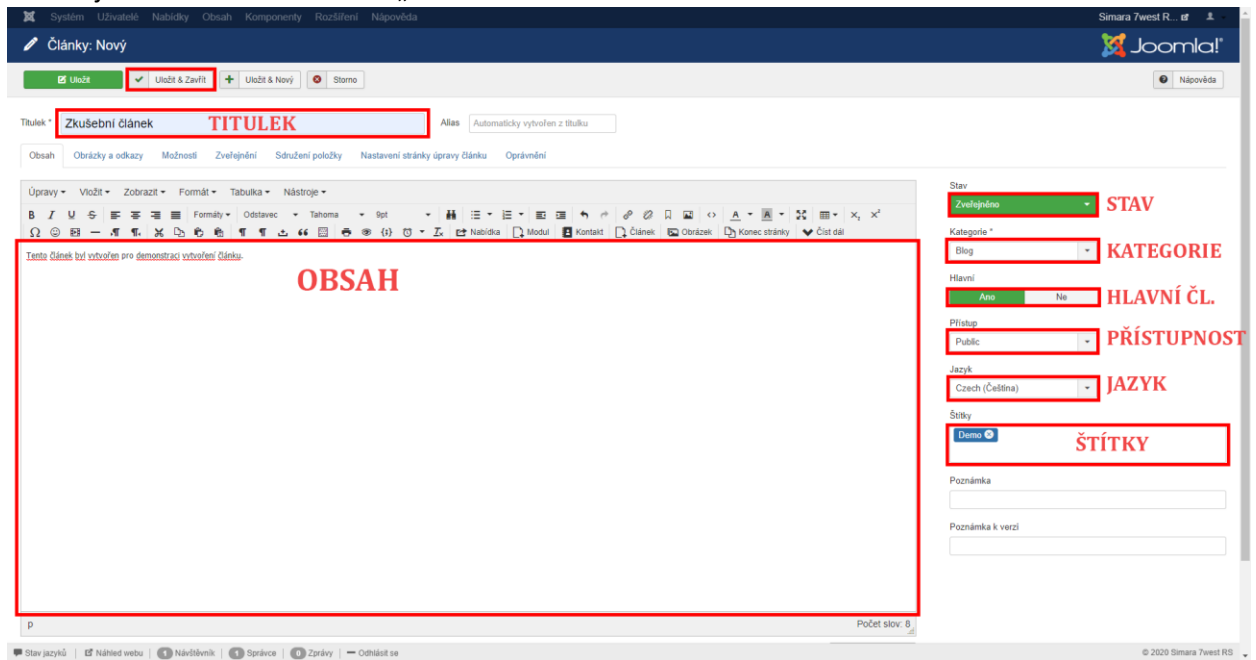 Systém Uživatelé Nabídky Obsah Komponenty Rozšíření Nápověda Simara 7west R...
Články: Nový Joomla!®
Uložit Uložit & Zavřít Uložit & Nový Storno Nápověda
Titulek * Zkušební článek TITULEK Alias Automaticky vytvořen z titulku
Obsah Obrázky a odkazy Možnosti Zveřejnění Sdružení položky Nastavení stránky úpravy článku Oprávnění
Úpravy Vložit Zobrazit Formát Tabulka Nástroje
B I U S Formáty Odstavec Tahoma 9pt A A X₁ X²
Ω Nabídka Modul Kontakt Článek Obrázek Konec stránky Číst dál
Tento článek byl vytvořen pro demonstraci vytvoření článku.
OBSAH
p Počet slov: 8
Stav
Zveřejněno STAV
Kategorie *
Blog KATEGORIE
Hlavní
Ano Ne HLAVNÍ ČL.
Přístup
Public PŘÍSTUPNOST
Jazyk
Czech (Čeština) JAZYK
Štítky
Demo ŠTÍTKY
Poznámka
Poznámka k verzi
Stav jazyků Náhled webu 1 Návštěvník 1 Správce 0 Zprávy Odhlásit se © 2020 Simara 7west RS